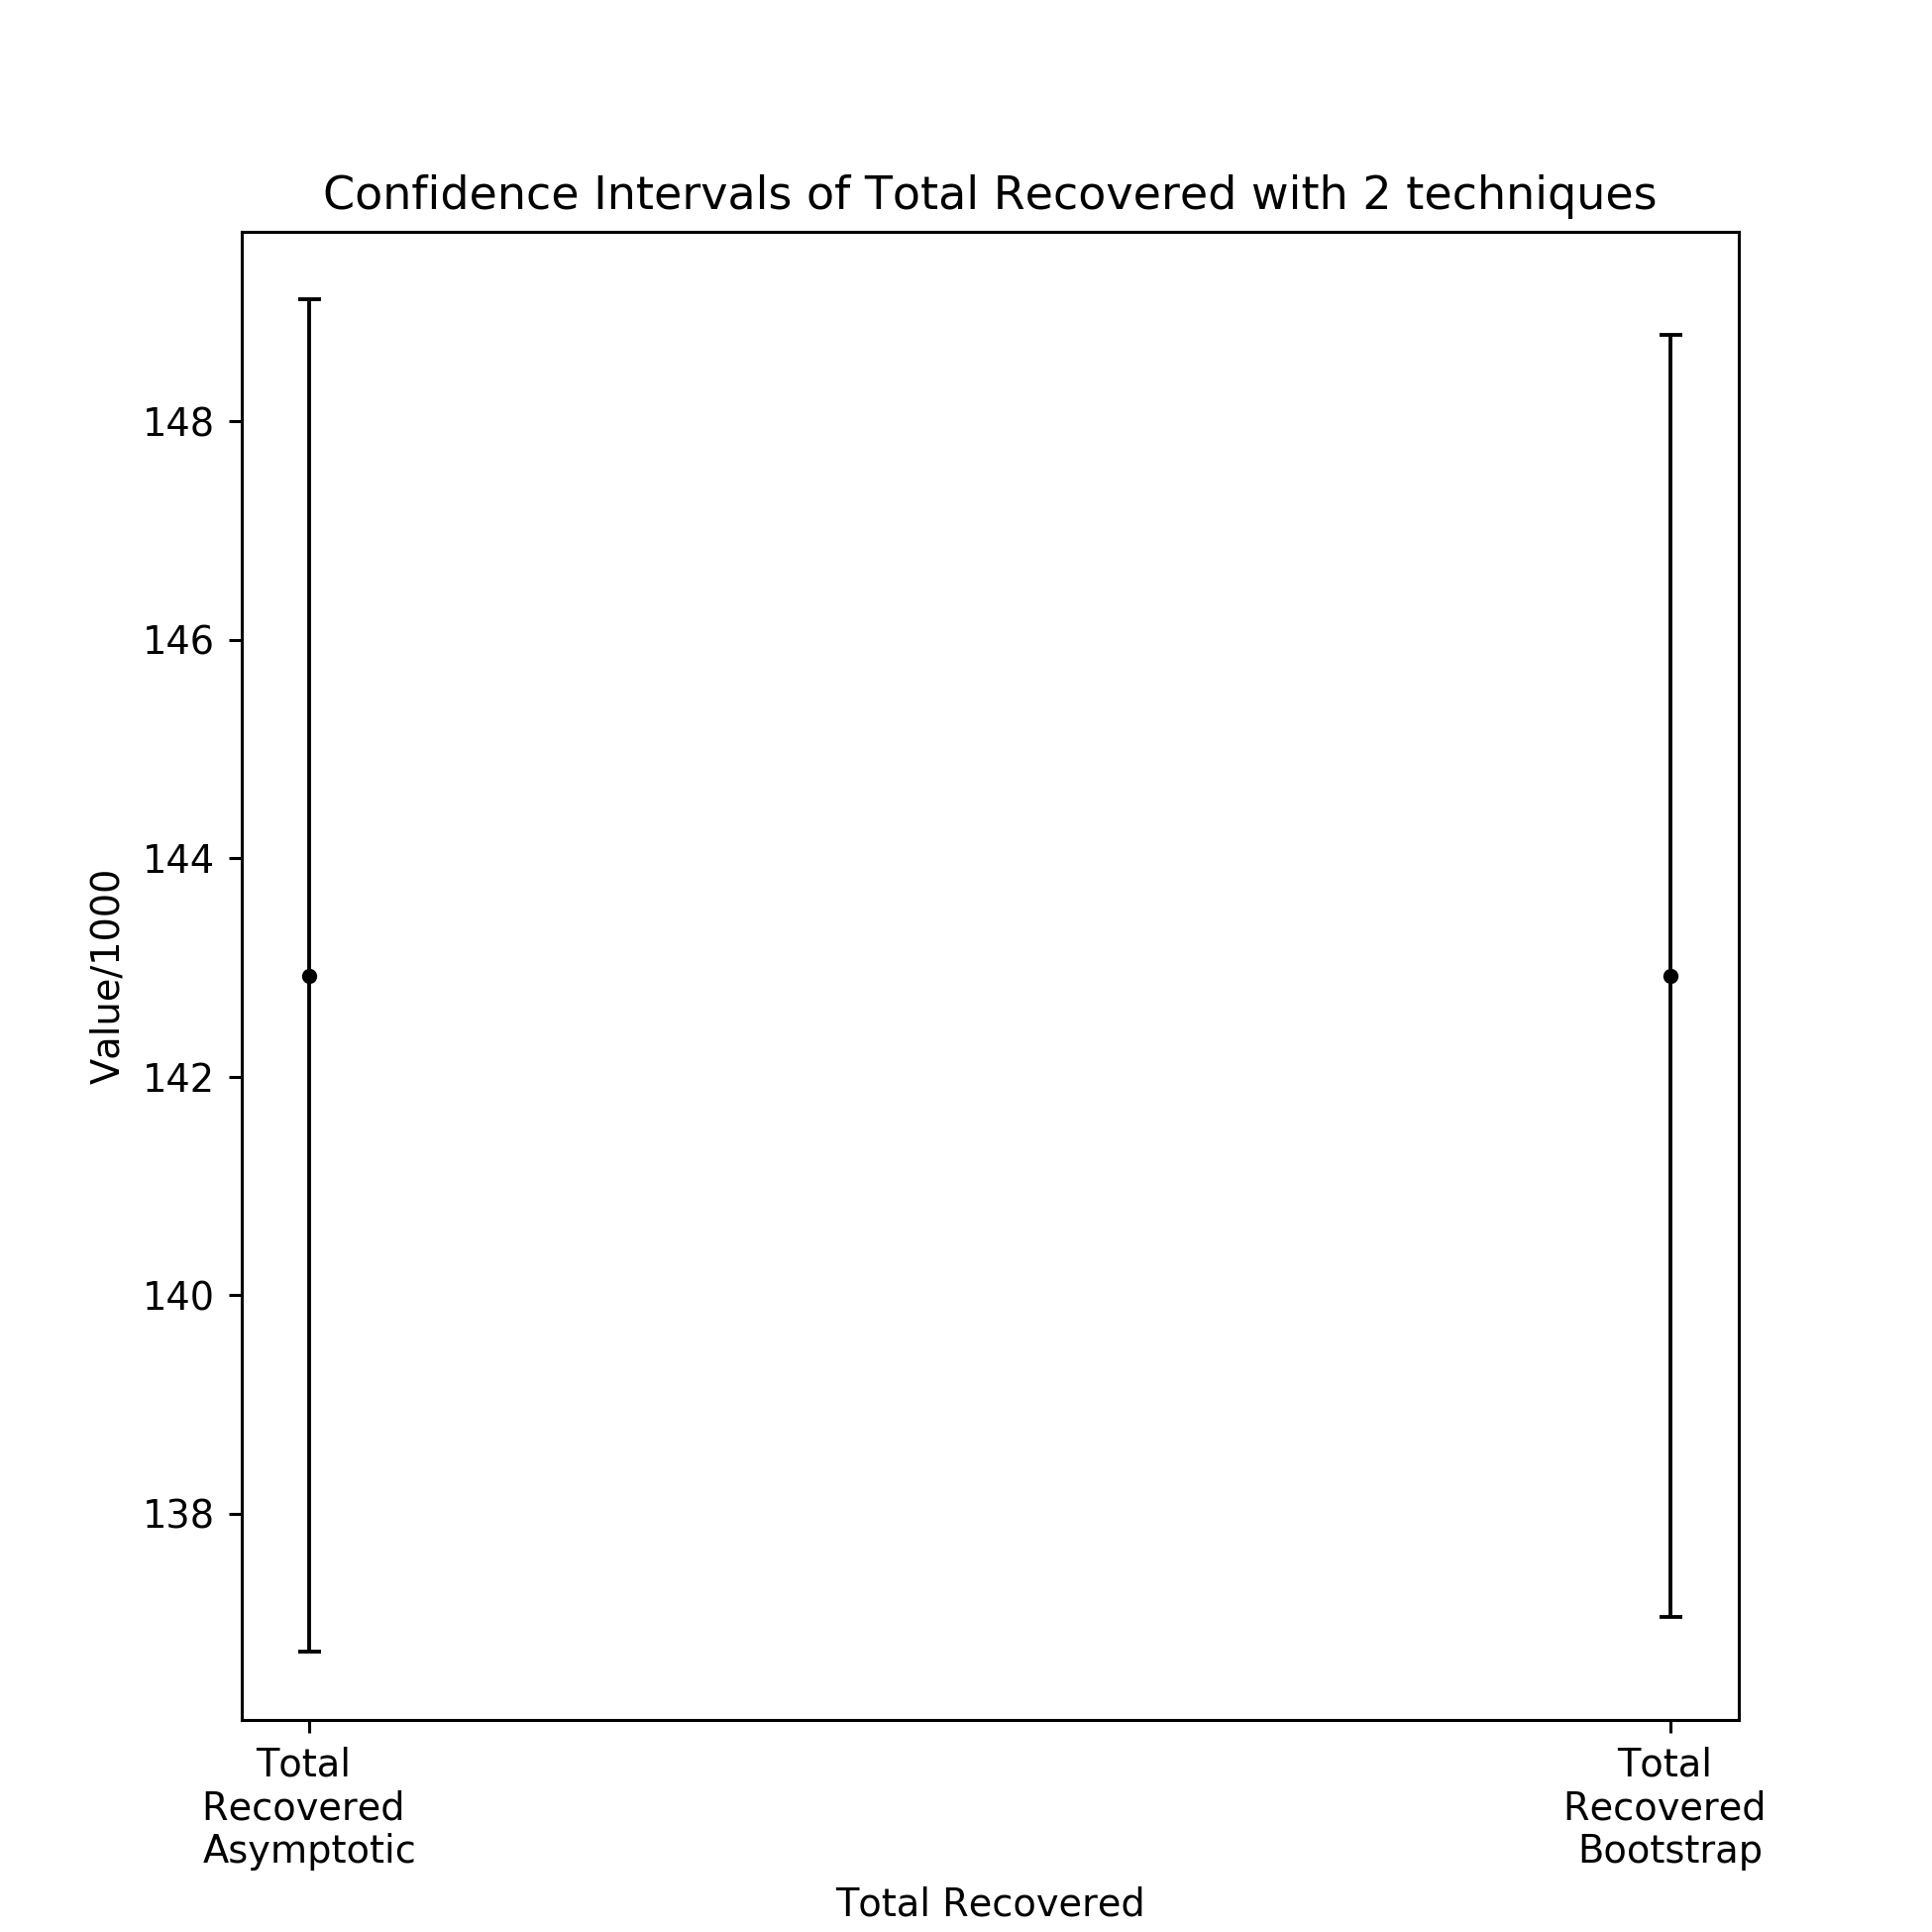 Confidence Intervals of Total Recovered with 2 techniques
Value/1000
148
146
144
142
140
138
Total
Recovered
Asymptotic
Total
Recovered
Bootstrap
Total Recovered